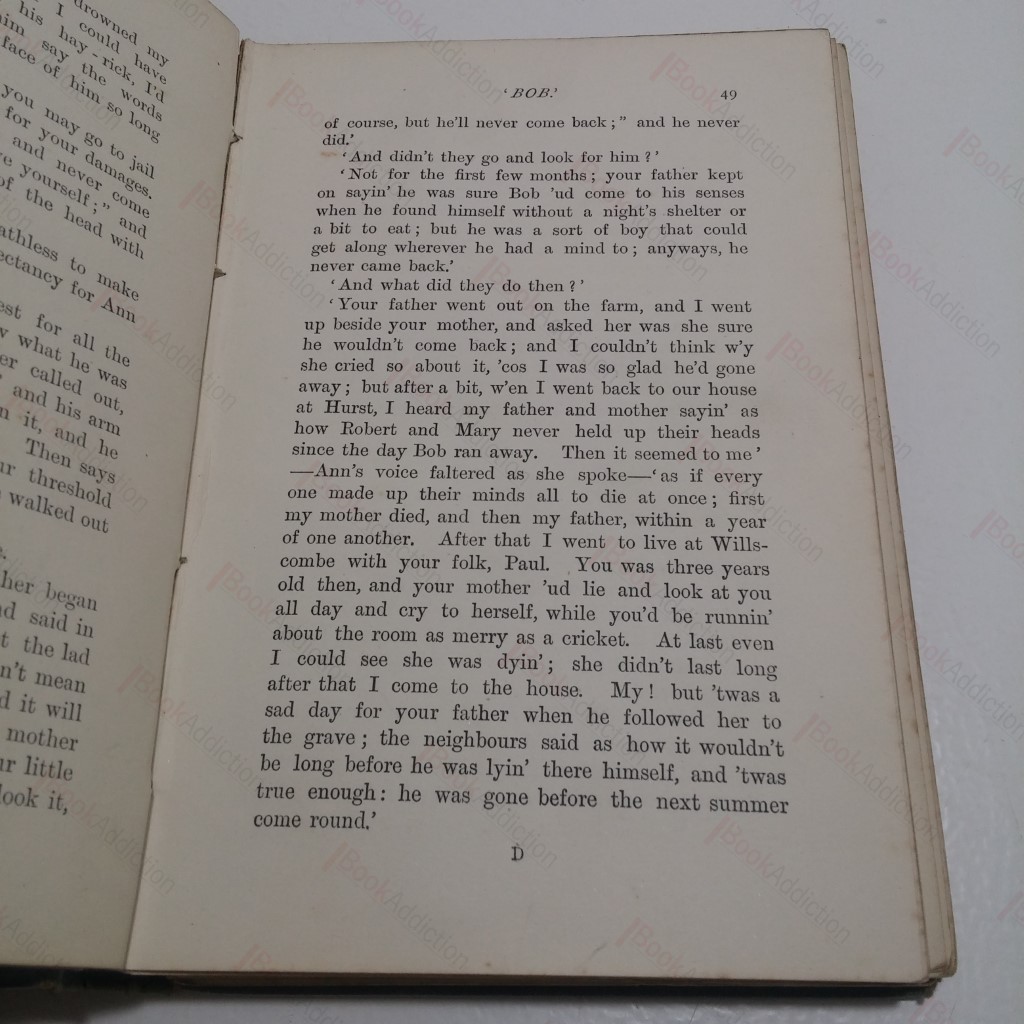 drowned my
I could have
his hay-rick, I'd
him say the words
face of him so long
you may go to jail
for your damages.
and never come
yourself;" and
of the head with
to make
for Ann
for all the
what he was
called out,
and his arm
it, and he
Then says
threshold
walked out
her began
said in
the lad
mean
it will
mother
little
look it,
'BOB.' 49
of course, but he'll never come back;" and he never
did.'
'And didn't they go and look for him?'
'Not for the first few months; your father kept
on sayin' he was sure Bob 'ud come to his senses
when he found himself without a night's shelter or
a bit to eat; but he was a sort of boy that could
get along wherever he had a mind to; anyways, he
never came back.'
'And what did they do then?'
'Your father went out on the farm, and I went
up beside your mother, and asked her was she sure
he wouldn't come back; and I couldn't think w'y
she cried so about it, 'cos I was so glad he'd gone
away; but after a bit, w'en I went back to our house
at Hurst, I heard my father and mother sayin' as
how Robert and Mary never held up their heads
since the day Bob ran away. Then it seemed to me'
—Ann's voice faltered as she spoke—'as if every
one made up their minds all to die at once; first
my mother died, and then my father, within a year
of one another. After that I went to live at Wills-
combe with your folk, Paul. You was three years
old then, and your mother 'ud lie and look at you
all day and cry to herself, while you'd be runnin'
about the room as merry as a cricket. At last even
I could see she was dyin'; she didn't last long
after that I come to the house. My! but 'twas a
sad day for your father when he followed her to
the grave; the neighbours said as how it wouldn't
be long before he was lyin' there himself, and 'twas
true enough: he was gone before the next summer
come round.'
D
BookAddiction